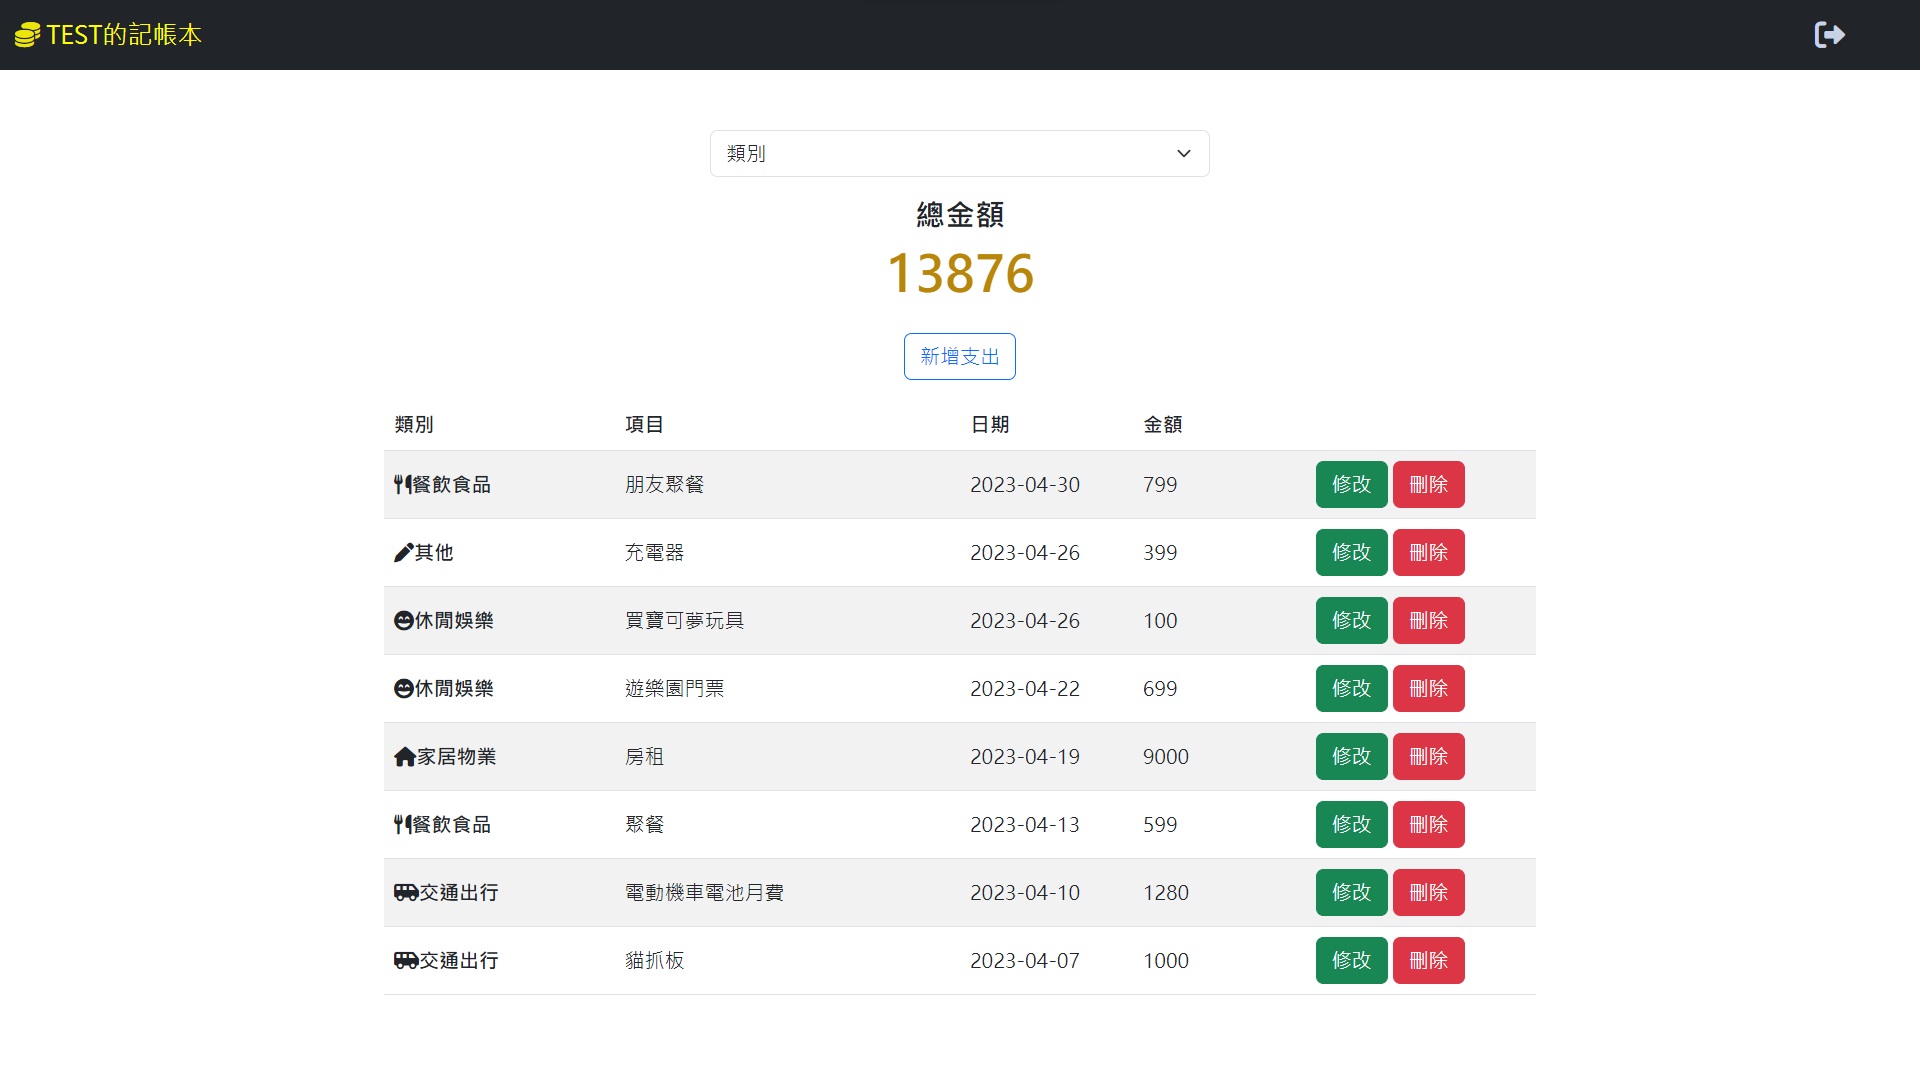 TEST的記帳本
類別
總金額
13876
新增支出
類別 項目 日期 金額
餐飲食品 朋友聚餐 2023-04-30 799 修改 刪除
其他 充電器 2023-04-26 399 修改 刪除
休閒娛樂 買寶可夢玩具 2023-04-26 100 修改 刪除
休閒娛樂 遊樂園門票 2023-04-22 699 修改 刪除
家居物業 房租 2023-04-19 9000 修改 刪除
餐飲食品 聚餐 2023-04-13 599 修改 刪除
交通出行 電動機車電池月費 2023-04-10 1280 修改 刪除
交通出行 貓抓板 2023-04-07 1000 修改 刪除